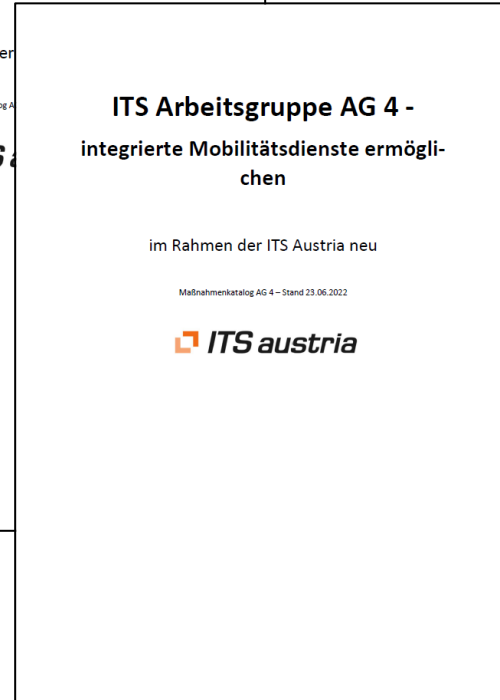 er
ITS Arbeitsgruppe AG 4 -
integrierte Mobilitätsdienste ermögli-
chen
im Rahmen der ITS Austria neu
Maßnahmenkatalog AG 4 – Stand 23.06.2022
ITS austria